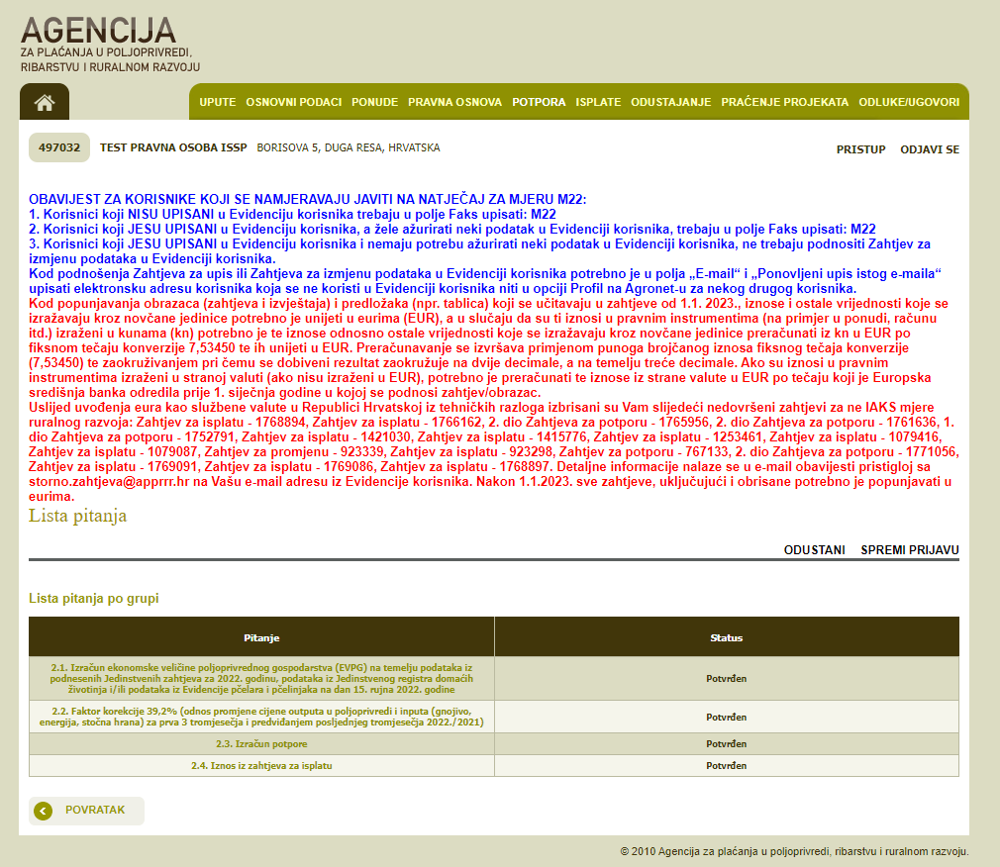 AGENCIJA
ZA PLAĆANJA U POLJOPRIVREDI,
RIBARSTVU I RURALNOM RAZVOJU
UPUTE OSNOVNI PODACI PONUDE PRAVNA OSNOVA POTPORA ISPLATE ODUSTAJANJE PRAĆENJE PROJEKATA ODLUKE/UGOVORI
497032 TEST PRAVNA OSOBA ISSP BORISOVA 5, DUGA RESA, HRVATSKA
PRISTUP ODJAVI SE
OBAVIJEST ZA KORISNIKE KOJI SE NAMJERAVAJU JAVITI NA NATJEČAJ ZA MJERU M22:
1. Korisnici koji NISU UPISANI u Evidenciju korisnika trebaju u polje Faks upisati: M22
2. Korisnici koji JESU UPISANI u Evidenciju korisnika, a žele ažurirati neki podatak u Evidenciji korisnika, trebaju u polje Faks upisati: M22
3. Korisnici koji JESU UPISANI u Evidenciju korisnika i nemaju potrebu ažurirati neki podatak u Evidenciji korisnika, ne trebaju podnositi Zahtjev za
izmjenu podataka u Evidenciji korisnika.
Kod podnošenja Zahtjeva za upis ili Zahtjeva za izmjenu podataka u Evidenciji korisnika potrebno je u polja „E-mail“ i „Ponovljeni upis istog e-maila“
upisati elektronsku adresu korisnika koja se ne koristi u Evidenciji korisnika niti u opciji Profil na Agronet-u za nekog drugog korisnika.
Kod popunjavanja obrazaca (zahtjeva i izvještaja) i predložaka (npr. tablica) koji se učitavaju u zahtjeve od 1.1. 2023., iznose i ostale vrijednosti koje se
izražavaju kroz novčane jedinice potrebno je unijeti u eurima (EUR), a u slučaju da su ti iznosi u pravnim instrumentima (na primjer u ponudi, računu
itd.) izraženi u kunama (kn) potrebno je te iznose odnosno ostale vrijednosti koje se izražavaju kroz novčane jedinice preračunati iz kn u EUR po
fiksnom tečaju konverzije 7,53450 te ih unijeti u EUR. Preračunavanje se izvršava primjenom punoga brojčanog iznosa fiksnog tečaja konverzije
(7,53450) te zaokruživanjem pri čemu se dobiveni rezultat zaokružuje na dvije decimale, a na temelju treće decimale. Ako su iznosi u pravnim
instrumentima izraženi u stranoj valuti (ako nisu izraženi u EUR), potrebno je preračunati te iznose iz strane valute u EUR po tečaju koji je Europska
središnja banka odredila prije 1. siječnja godine u kojoj se podnosi zahtjev/obrazac.
Uslijed uvođenja eura kao službene valute u Republici Hrvatskoj iz tehničkih razloga izbrisani su Vam slijedeći nedovršeni zahtjevi za ne IAKS mjere
ruralnog razvoja: Zahtjev za isplatu - 1768894, Zahtjev za isplatu - 1766162, 2. dio Zahtjeva za potporu - 1765956, 2. dio Zahtjeva za potporu - 1761636, 1.
dio Zahtjeva za potporu - 1752791, Zahtjev za isplatu - 1421030, Zahtjev za isplatu - 1415776, Zahtjev za isplatu - 1253461, Zahtjev za isplatu - 1079416,
Zahtjev za isplatu - 1079087, Zahtjev za promjenu - 923339, Zahtjev za isplatu - 923298, Zahtjev za potporu - 767133, 2. dio Zahtjeva za potporu - 1771056,
Zahtjev za isplatu - 1769091, Zahtjev za isplatu - 1769086, Zahtjev za isplatu - 1768897. Detaljne informacije nalaze se u e-mail obavijesti pristigloj sa
storno.zahtjeva@apprrr.hr na Vašu e-mail adresu iz Evidencije korisnika. Nakon 1.1.2023. sve zahtjeve, uključujući i obrisane potrebno je popunjavati u
eurima.
Lista pitanja
ODUSTANI SPREMI PRIJAVU
Lista pitanja po grupi
Pitanje Status
2.1. Izračun ekonomske veličine poljoprivrednog gospodarstva (EVPG) na temelju podataka iz
podnesenih Jedinstvenih zahtjeva za 2022. godinu, podataka iz Jedinstvenog registra domaćih
životinja i/ili podataka iz Evidencije pčelara i pčelinjaka na dan 15. rujna 2022. godine
Potvrđen
2.2. Faktor korekcije 39,2% (odnos promjene cijene outputa u poljoprivredi i inputa (gnojivo,
energija, stočna hrana) za prva 3 tromjesečja i predviđanjem posljednjeg tromjesečja 2022./2021)
Potvrđen
2.3. Izračun potpore Potvrđen
2.4. Iznos iz zahtjeva za isplatu Potvrđen
POVRATAK
© 2010 Agencija za plaćanja u poljoprivredi, ribarstvu i ruralnom razvoju.